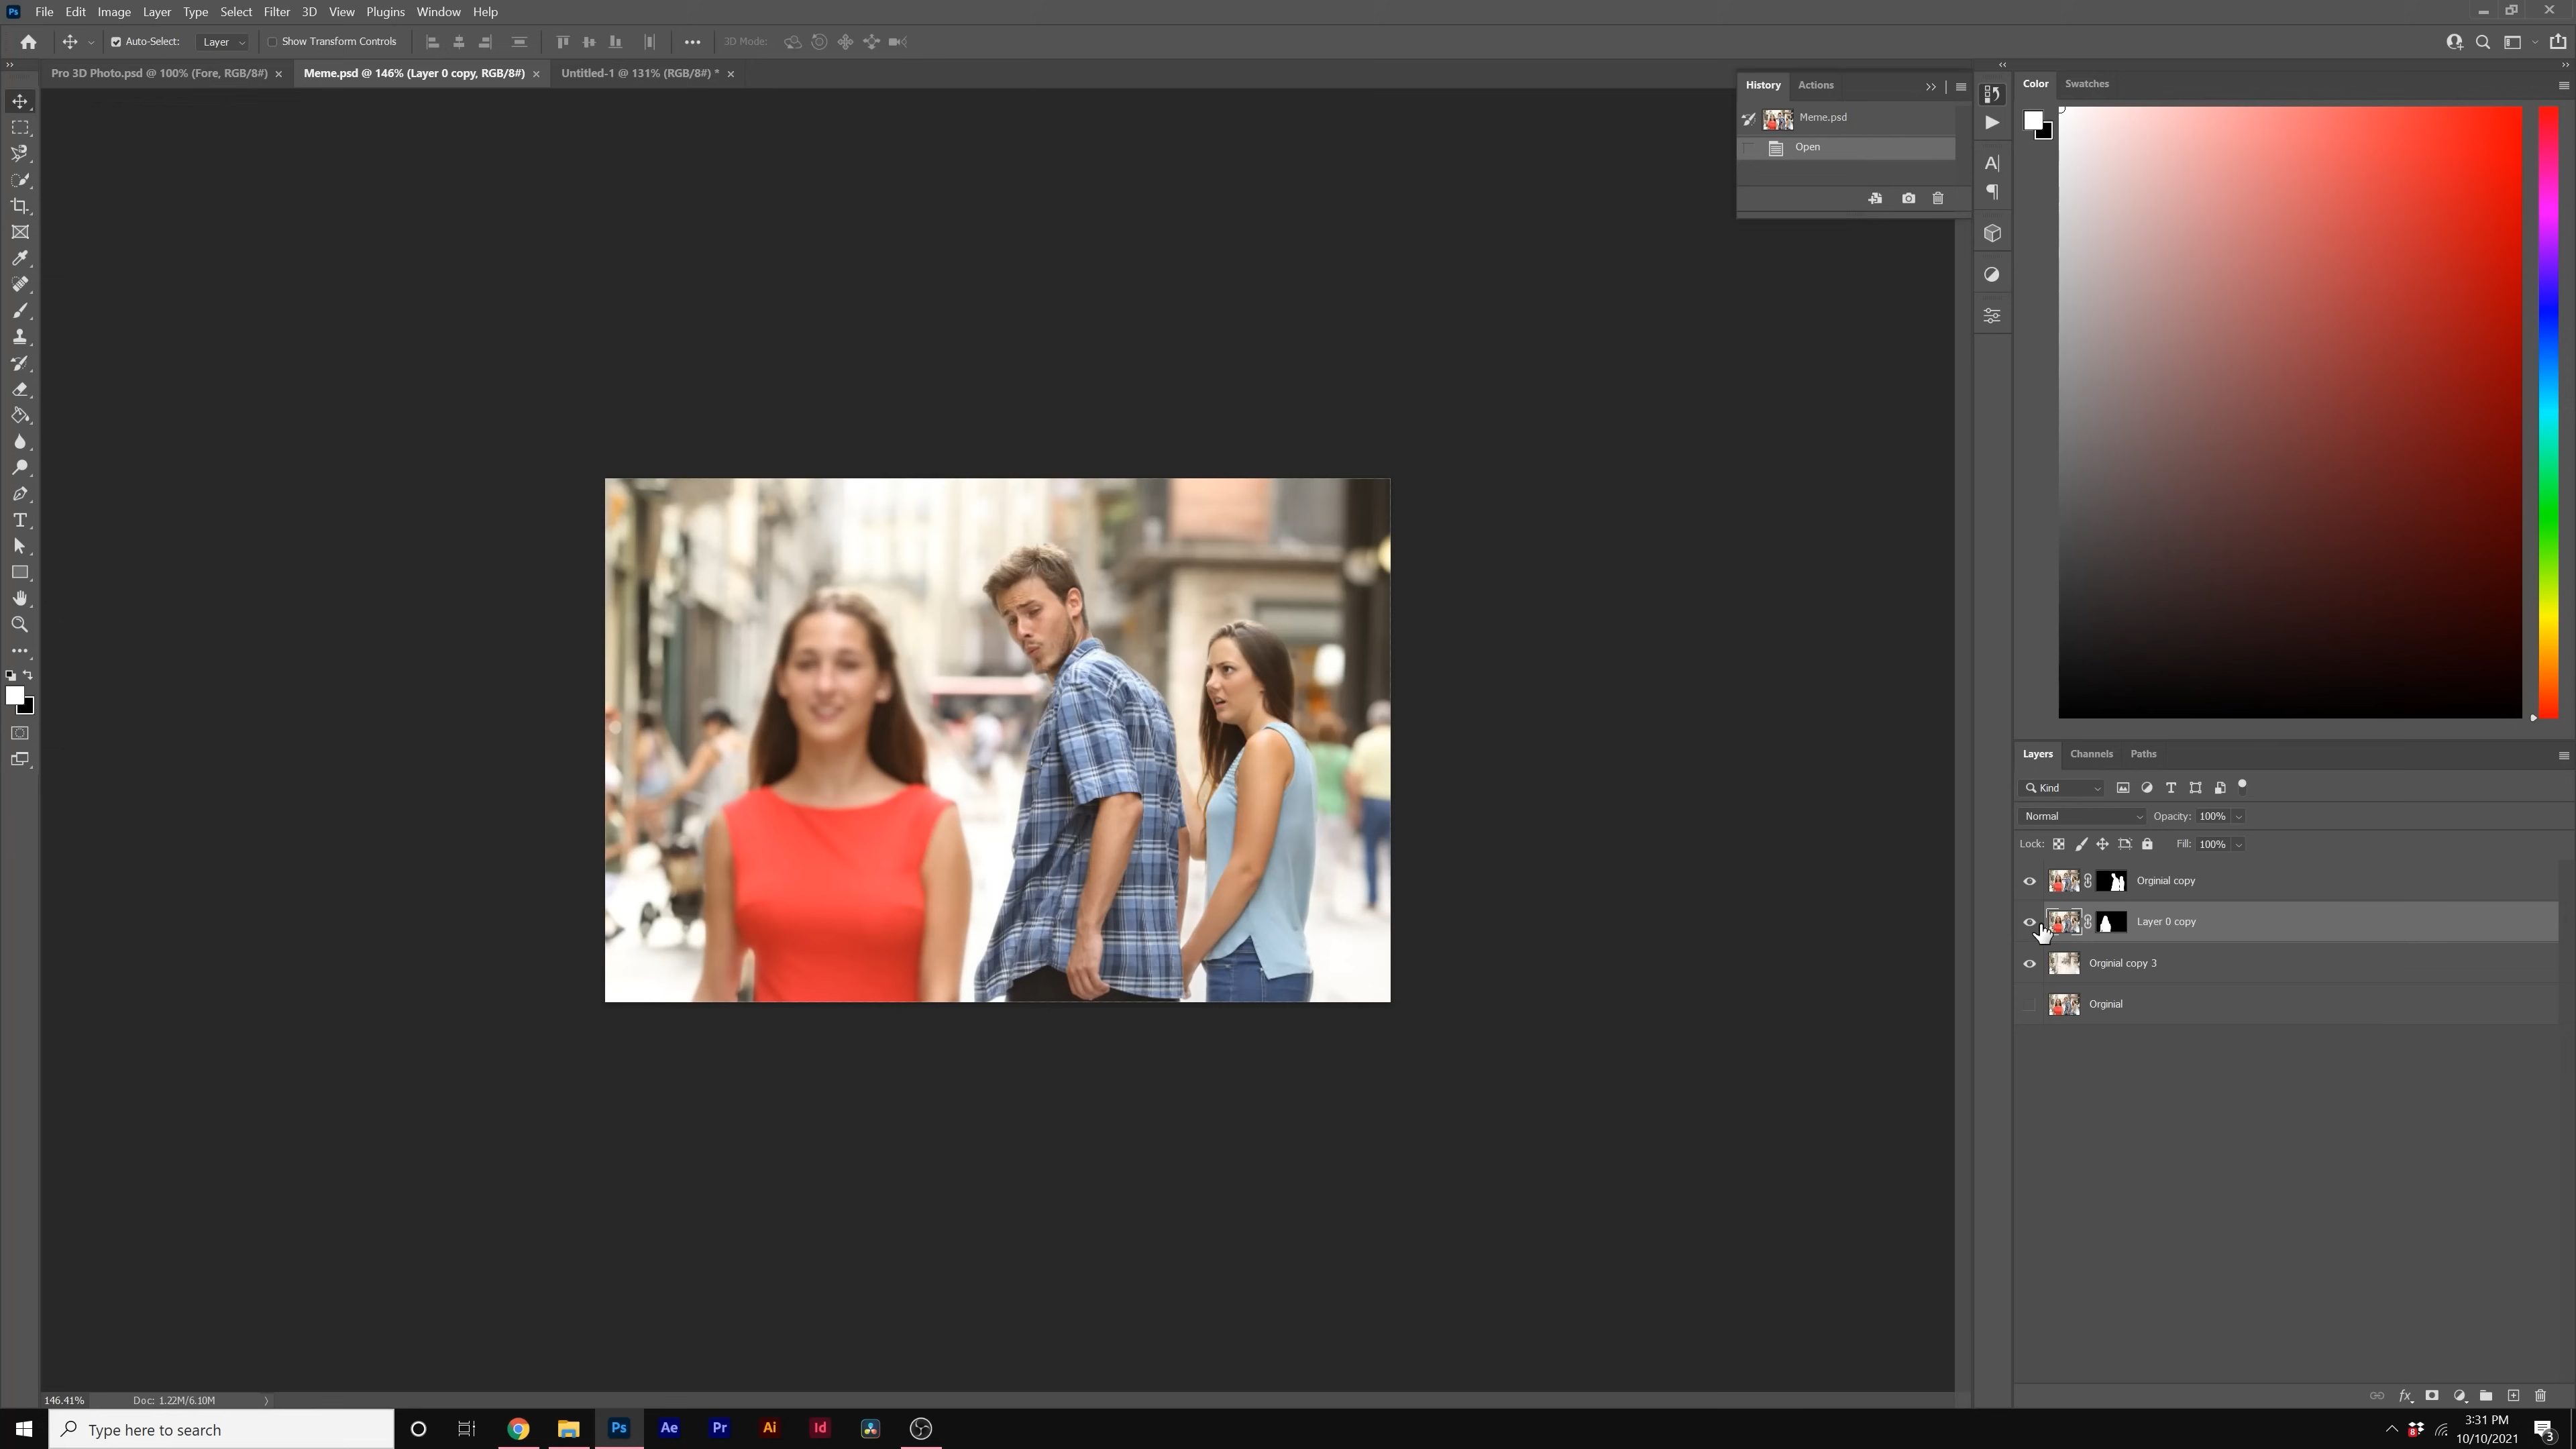 Ps File Edit Image Layer Type Select Filter 3D View Plugins Window Help
Auto-Select: Layer Show Transform Controls 3D Mode:
Pro 3D Photo.psd @ 100% (Fore, RGB/8#) × Meme.psd @ 146% (Layer 0 copy, RGB/8#) × Untitled-1 @ 131% (RGB/8#) * ×
History Actions
Meme.psd
Open
Color Swatches
Layers Channels Paths
Kind
Normal Opacity: 100%
Lock: Fill: 100%
Orginial copy
Layer 0 copy
Orginial copy 3
Orginial
146.41% Doc: 1.22M/6.10M
Type here to search Ps Ae Pr Ai Id 8 3:31 PM
10/10/2021 3